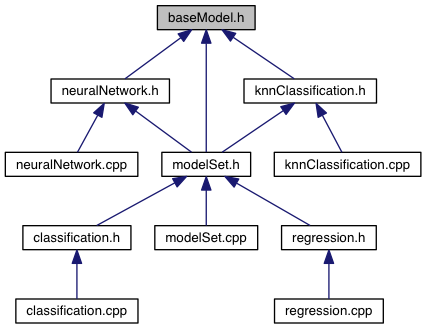 baseModel.h
neuralNetwork.h
knnClassification.h
neuralNetwork.cpp
modelSet.h
knnClassification.cpp
classification.h
modelSet.cpp
regression.h
classification.cpp
regression.cpp